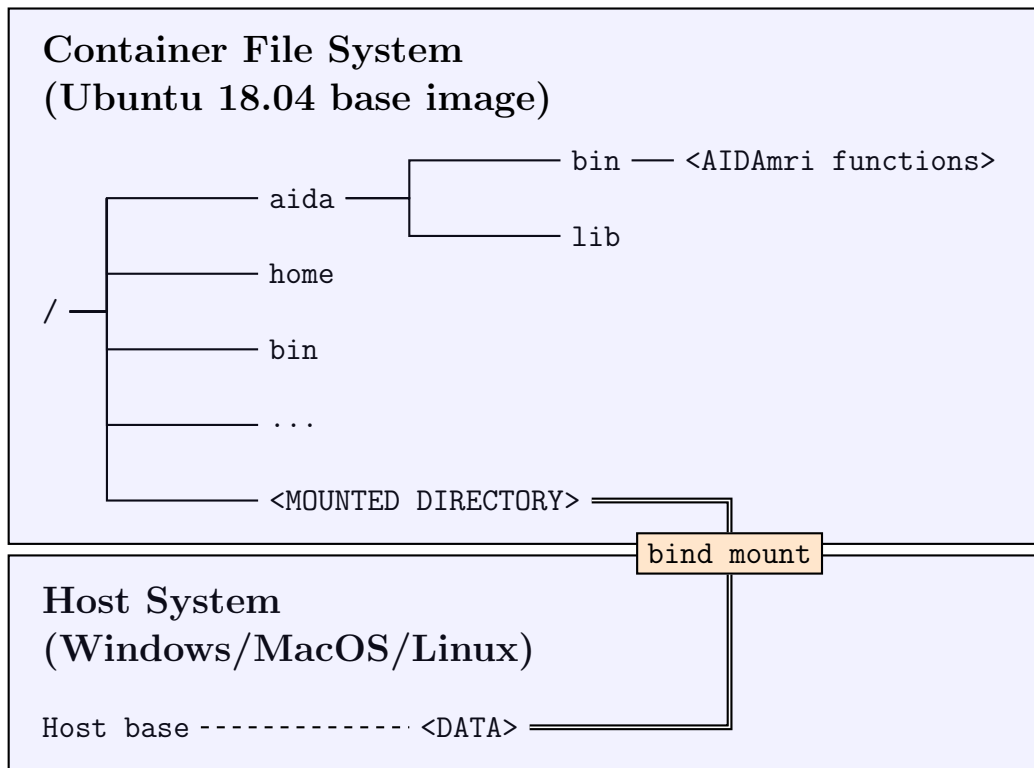 Container File System
(Ubuntu 18.04 base image)
bin <AIDAmri functions>
aida
lib
home
/
bin
...
<MOUNTED DIRECTORY>
bind mount
Host System
(Windows/MacOS/Linux)
Host base <DATA>